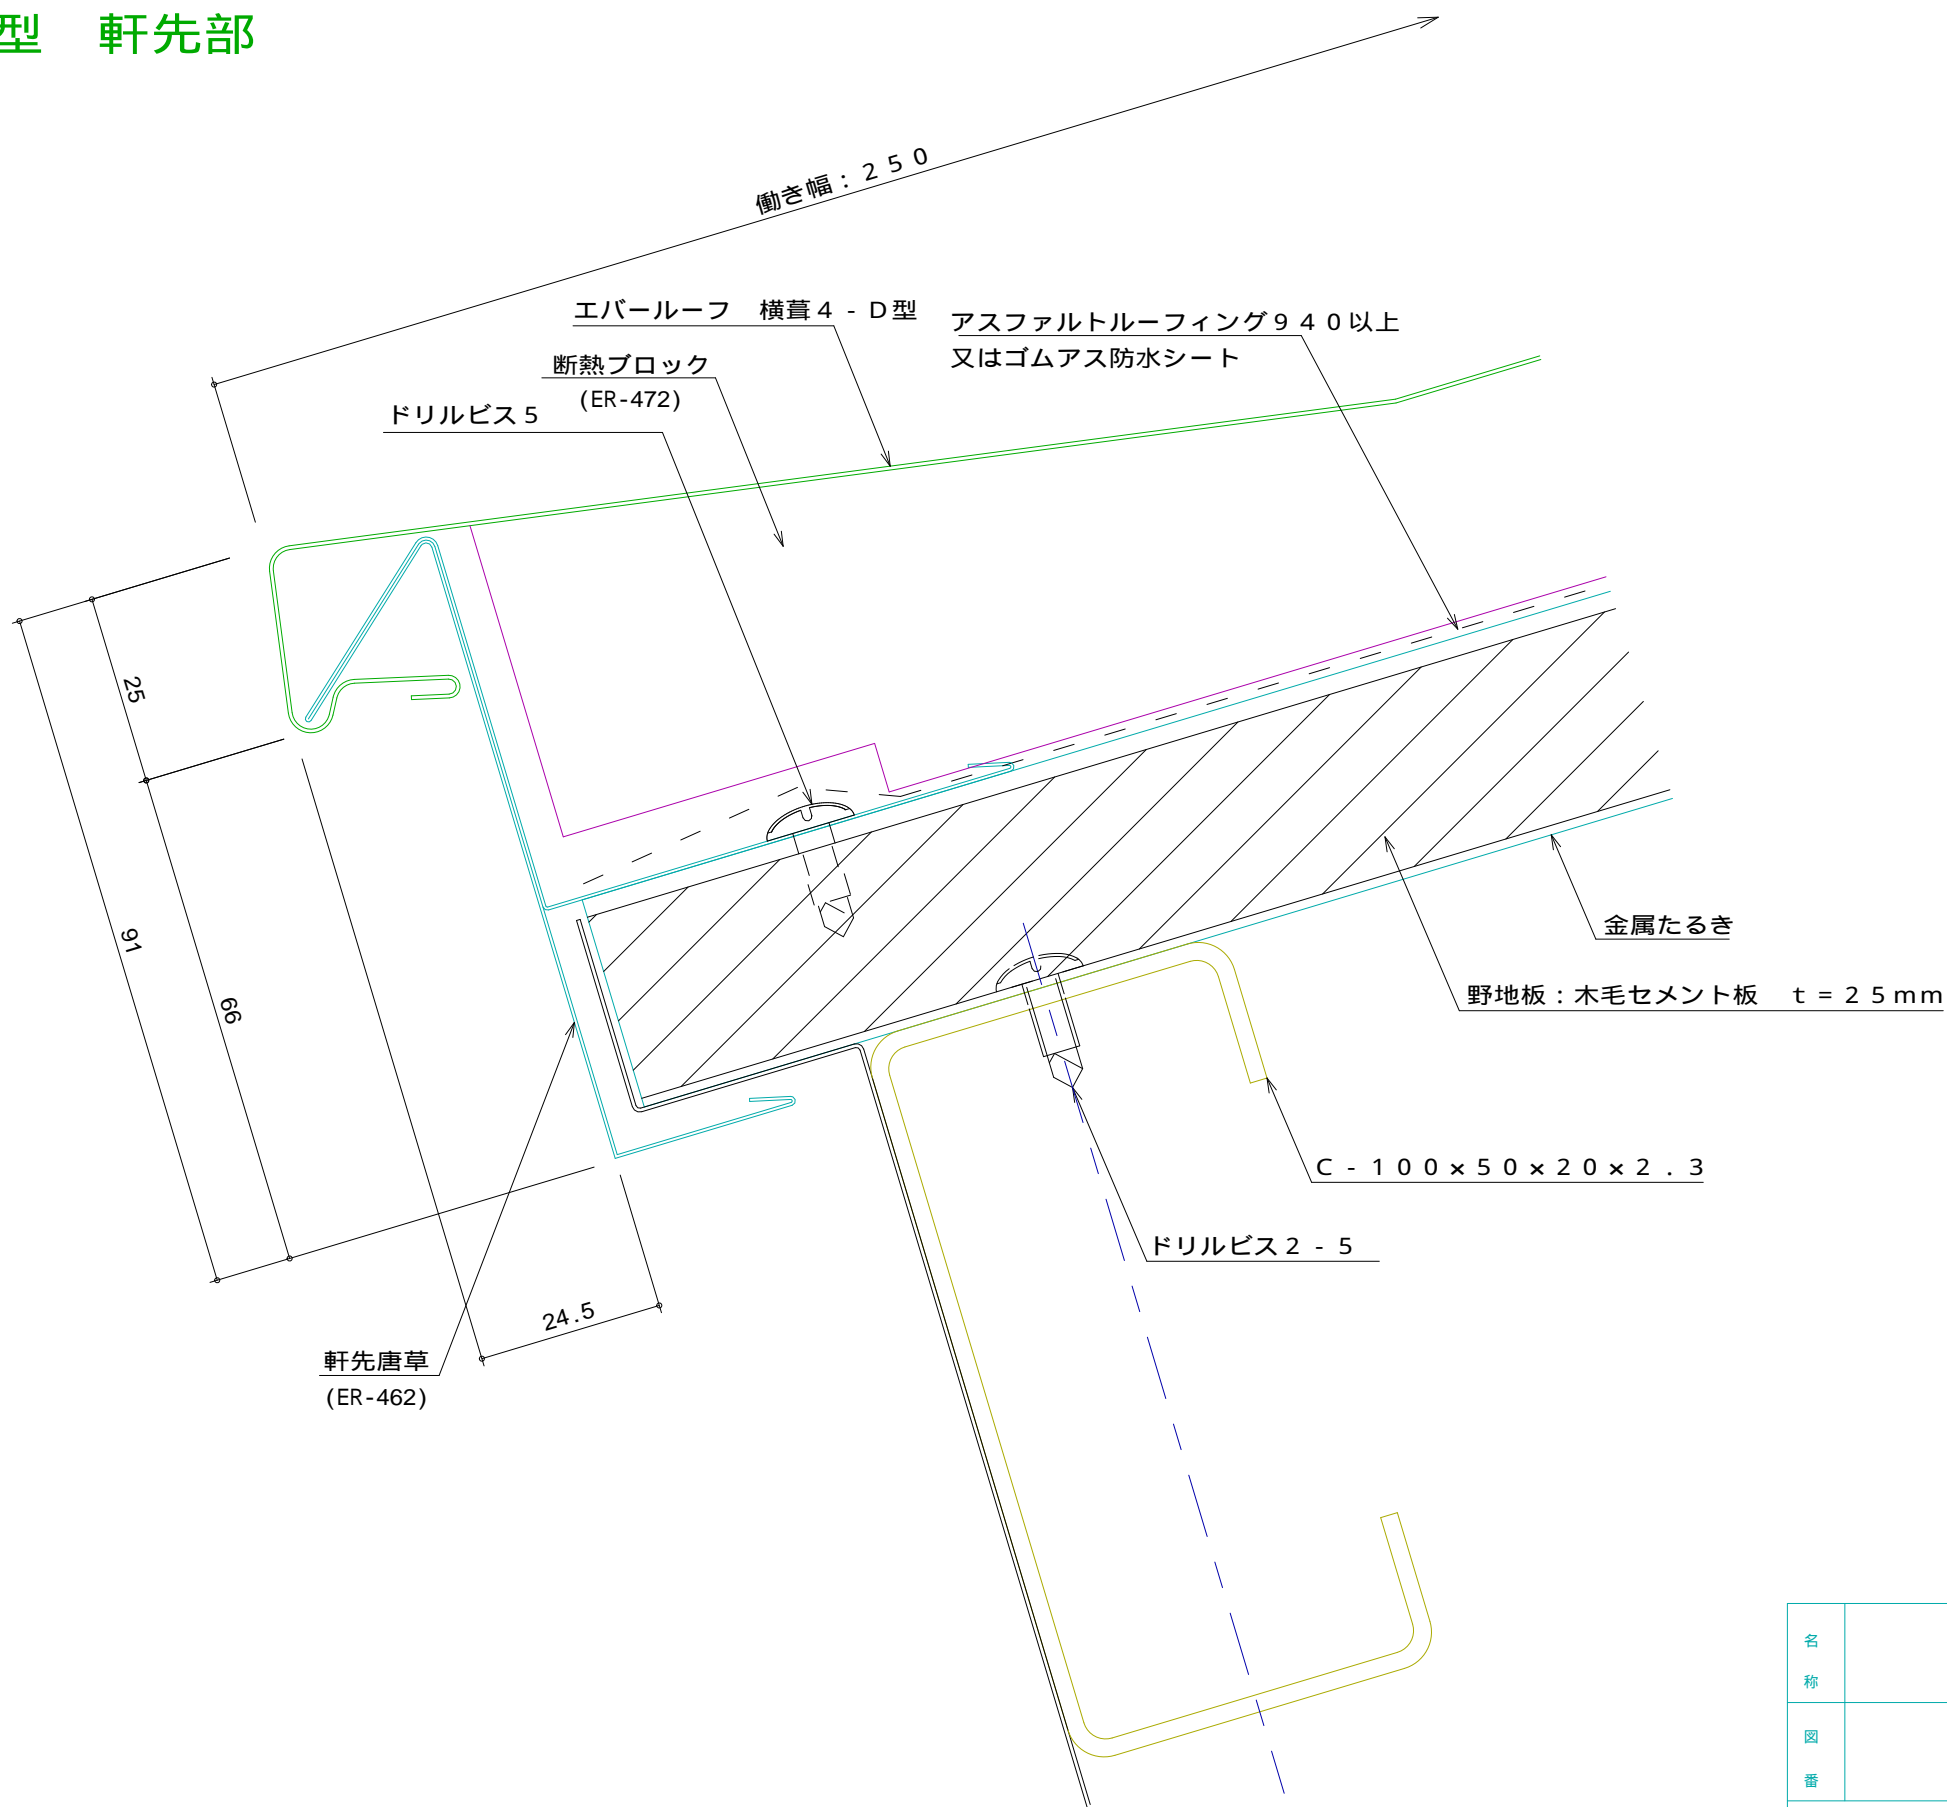 型　軒先部
働き幅：２５０
エバールーフ　横葺４-Ｄ型
アスファルトルーフィング９４０以上
又はゴムアス防水シート
断熱ブロック
(ER-472)
ドリルビス５
25
91
66
金属たるき
野地板：木毛セメント板　ｔ＝２５mm
Ｃ-１００×５０×２０×２.３
ドリルビス２-５
24.5
軒先唐草
(ER-462)
名称
図番